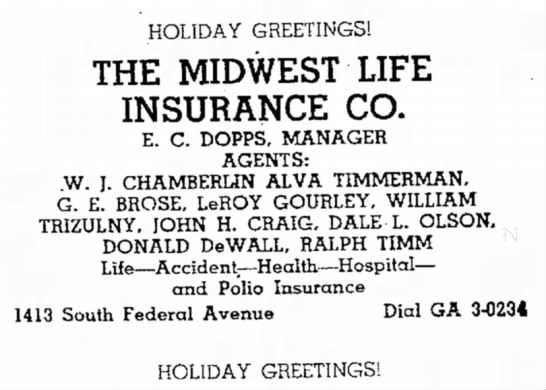 HOLIDAY GREETINGS!
THE MIDWEST LIFE
INSURANCE CO.
E. C. DOPPS, MANAGER
AGENTS:
W. J. CHAMBERLIN ALVA TIMMERMAN,
G. E. BROSE, LeROY GOURLEY, WILLIAM
TRIZULNY, JOHN H. CRAIG, DALE L. OLSON,
DONALD DeWALL, RALPH TIMM
Life—Accident—Health—Hospital—
and Polio Insurance
1413 South Federal Avenue Dial GA 3-0234
HOLIDAY GREETINGS!